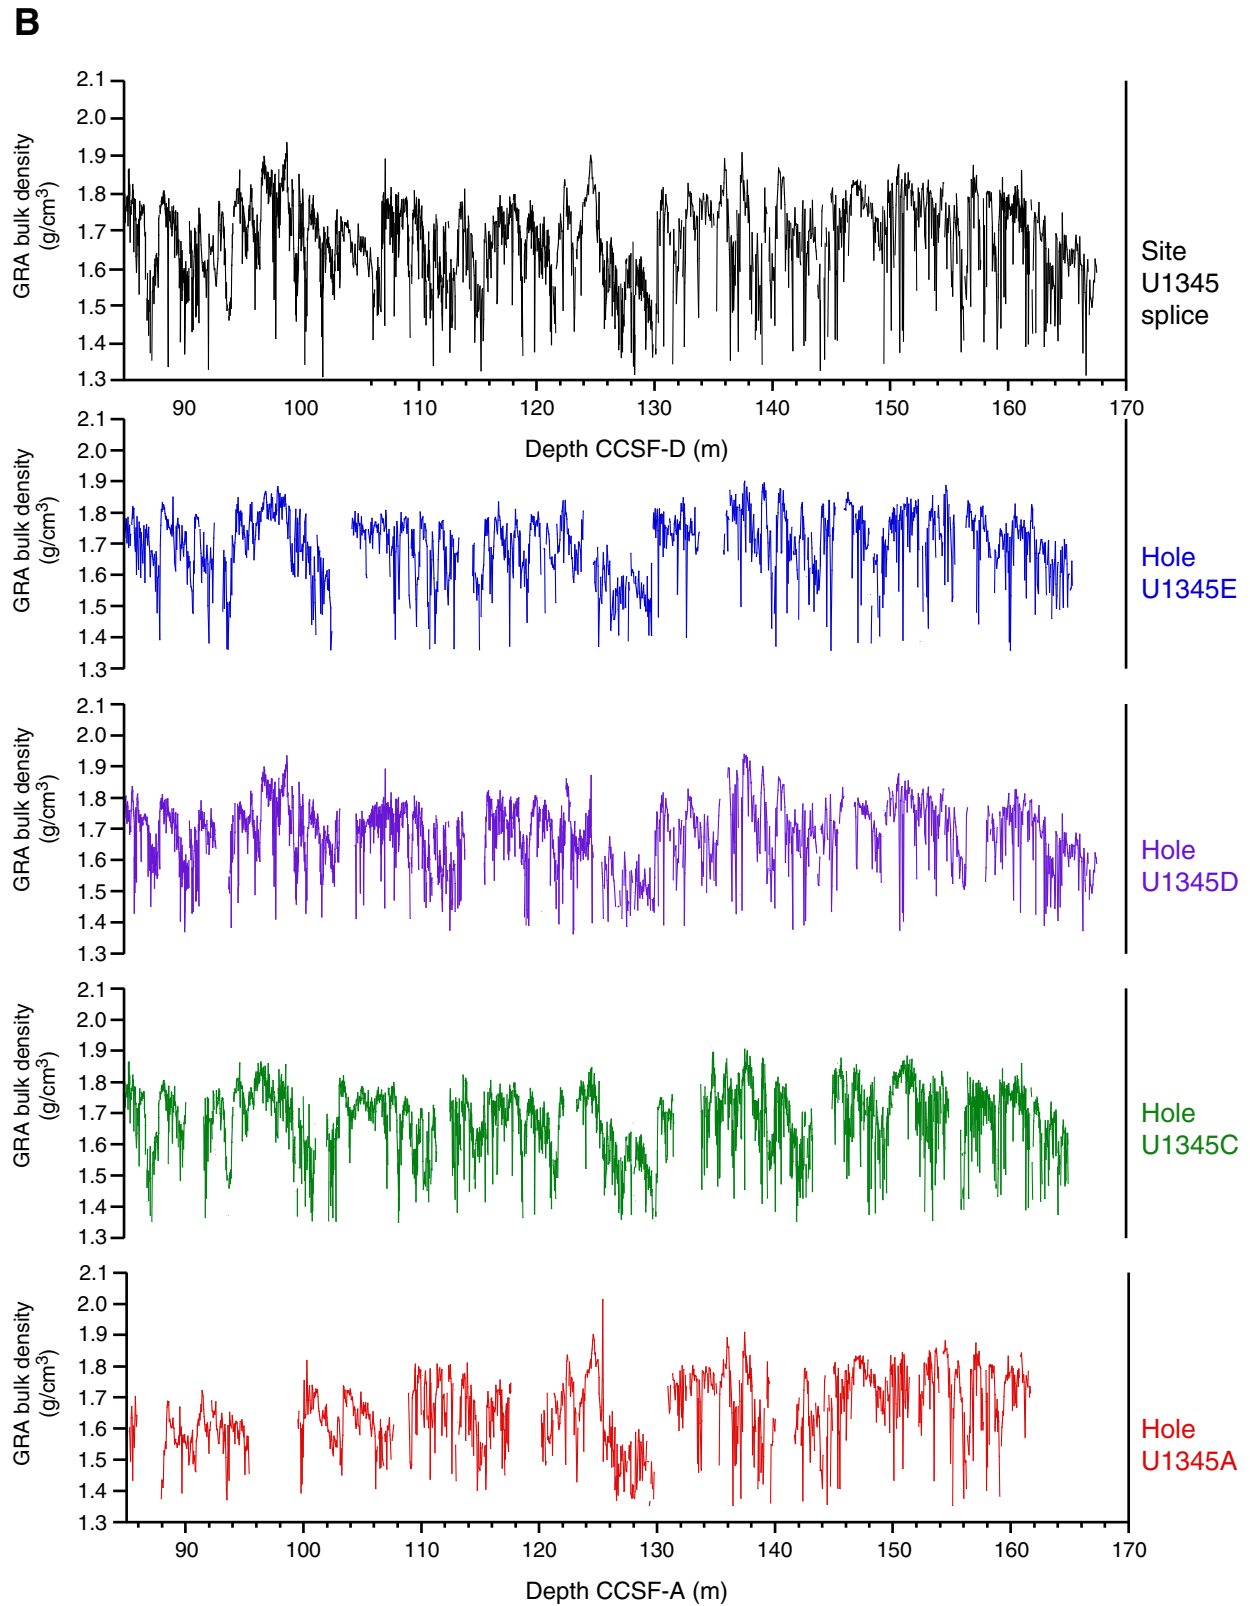 B
2.1
2.0
1.9
1.8
1.7
1.6
1.5
1.4
1.3
GRA bulk density
(g/cm³)
Site
U1345
splice
90 100 110 120 130 140 150 160 170
Depth CCSF-D (m)
2.1
2.0
1.9
1.8
1.7
1.6
1.5
1.4
1.3
GRA bulk density
(g/cm³)
Hole
U1345E
2.1
2.0
1.9
1.8
1.7
1.6
1.5
1.4
1.3
GRA bulk density
(g/cm³)
Hole
U1345D
2.1
2.0
1.9
1.8
1.7
1.6
1.5
1.4
1.3
GRA bulk density
(g/cm³)
Hole
U1345C
2.1
2.0
1.9
1.8
1.7
1.6
1.5
1.4
1.3
GRA bulk density
(g/cm³)
Hole
U1345A
90 100 110 120 130 140 150 160 170
Depth CCSF-A (m)